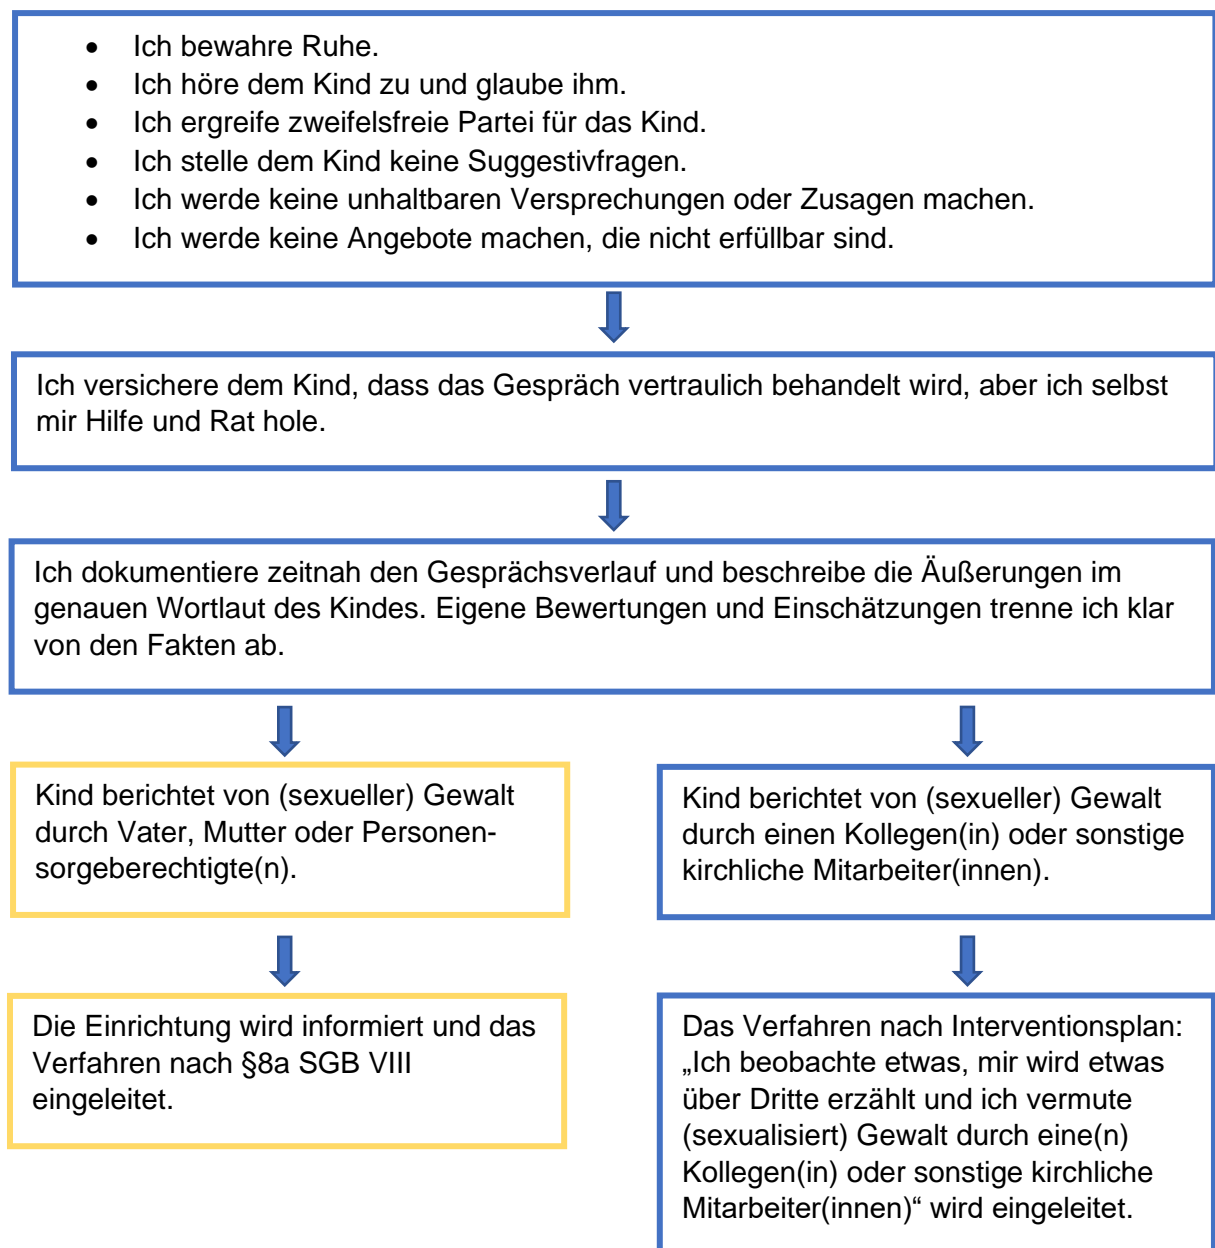 • Ich bewahre Ruhe.
• Ich höre dem Kind zu und glaube ihm.
• Ich ergreife zweifelsfreie Partei für das Kind.
• Ich stelle dem Kind keine Suggestivfragen.
• Ich werde keine unhaltbaren Versprechungen oder Zusagen machen.
• Ich werde keine Angebote machen, die nicht erfüllbar sind.
Ich versichere dem Kind, dass das Gespräch vertraulich behandelt wird, aber ich selbst
mir Hilfe und Rat hole.
Ich dokumentiere zeitnah den Gesprächsverlauf und beschreibe die Äußerungen im
genauen Wortlaut des Kindes. Eigene Bewertungen und Einschätzungen trenne ich klar
von den Fakten ab.
Kind berichtet von (sexueller) Gewalt
durch Vater, Mutter oder Personen-
sorgeberechtigte(n).
Kind berichtet von (sexueller) Gewalt
durch einen Kollegen(in) oder sonstige
kirchliche Mitarbeiter(innen).
Die Einrichtung wird informiert und das
Verfahren nach §8a SGB VIII
eingeleitet.
Das Verfahren nach Interventionsplan:
„Ich beobachte etwas, mir wird etwas
über Dritte erzählt und ich vermute
(sexualisiert) Gewalt durch eine(n)
Kollegen(in) oder sonstige kirchliche
Mitarbeiter(innen)“ wird eingeleitet.